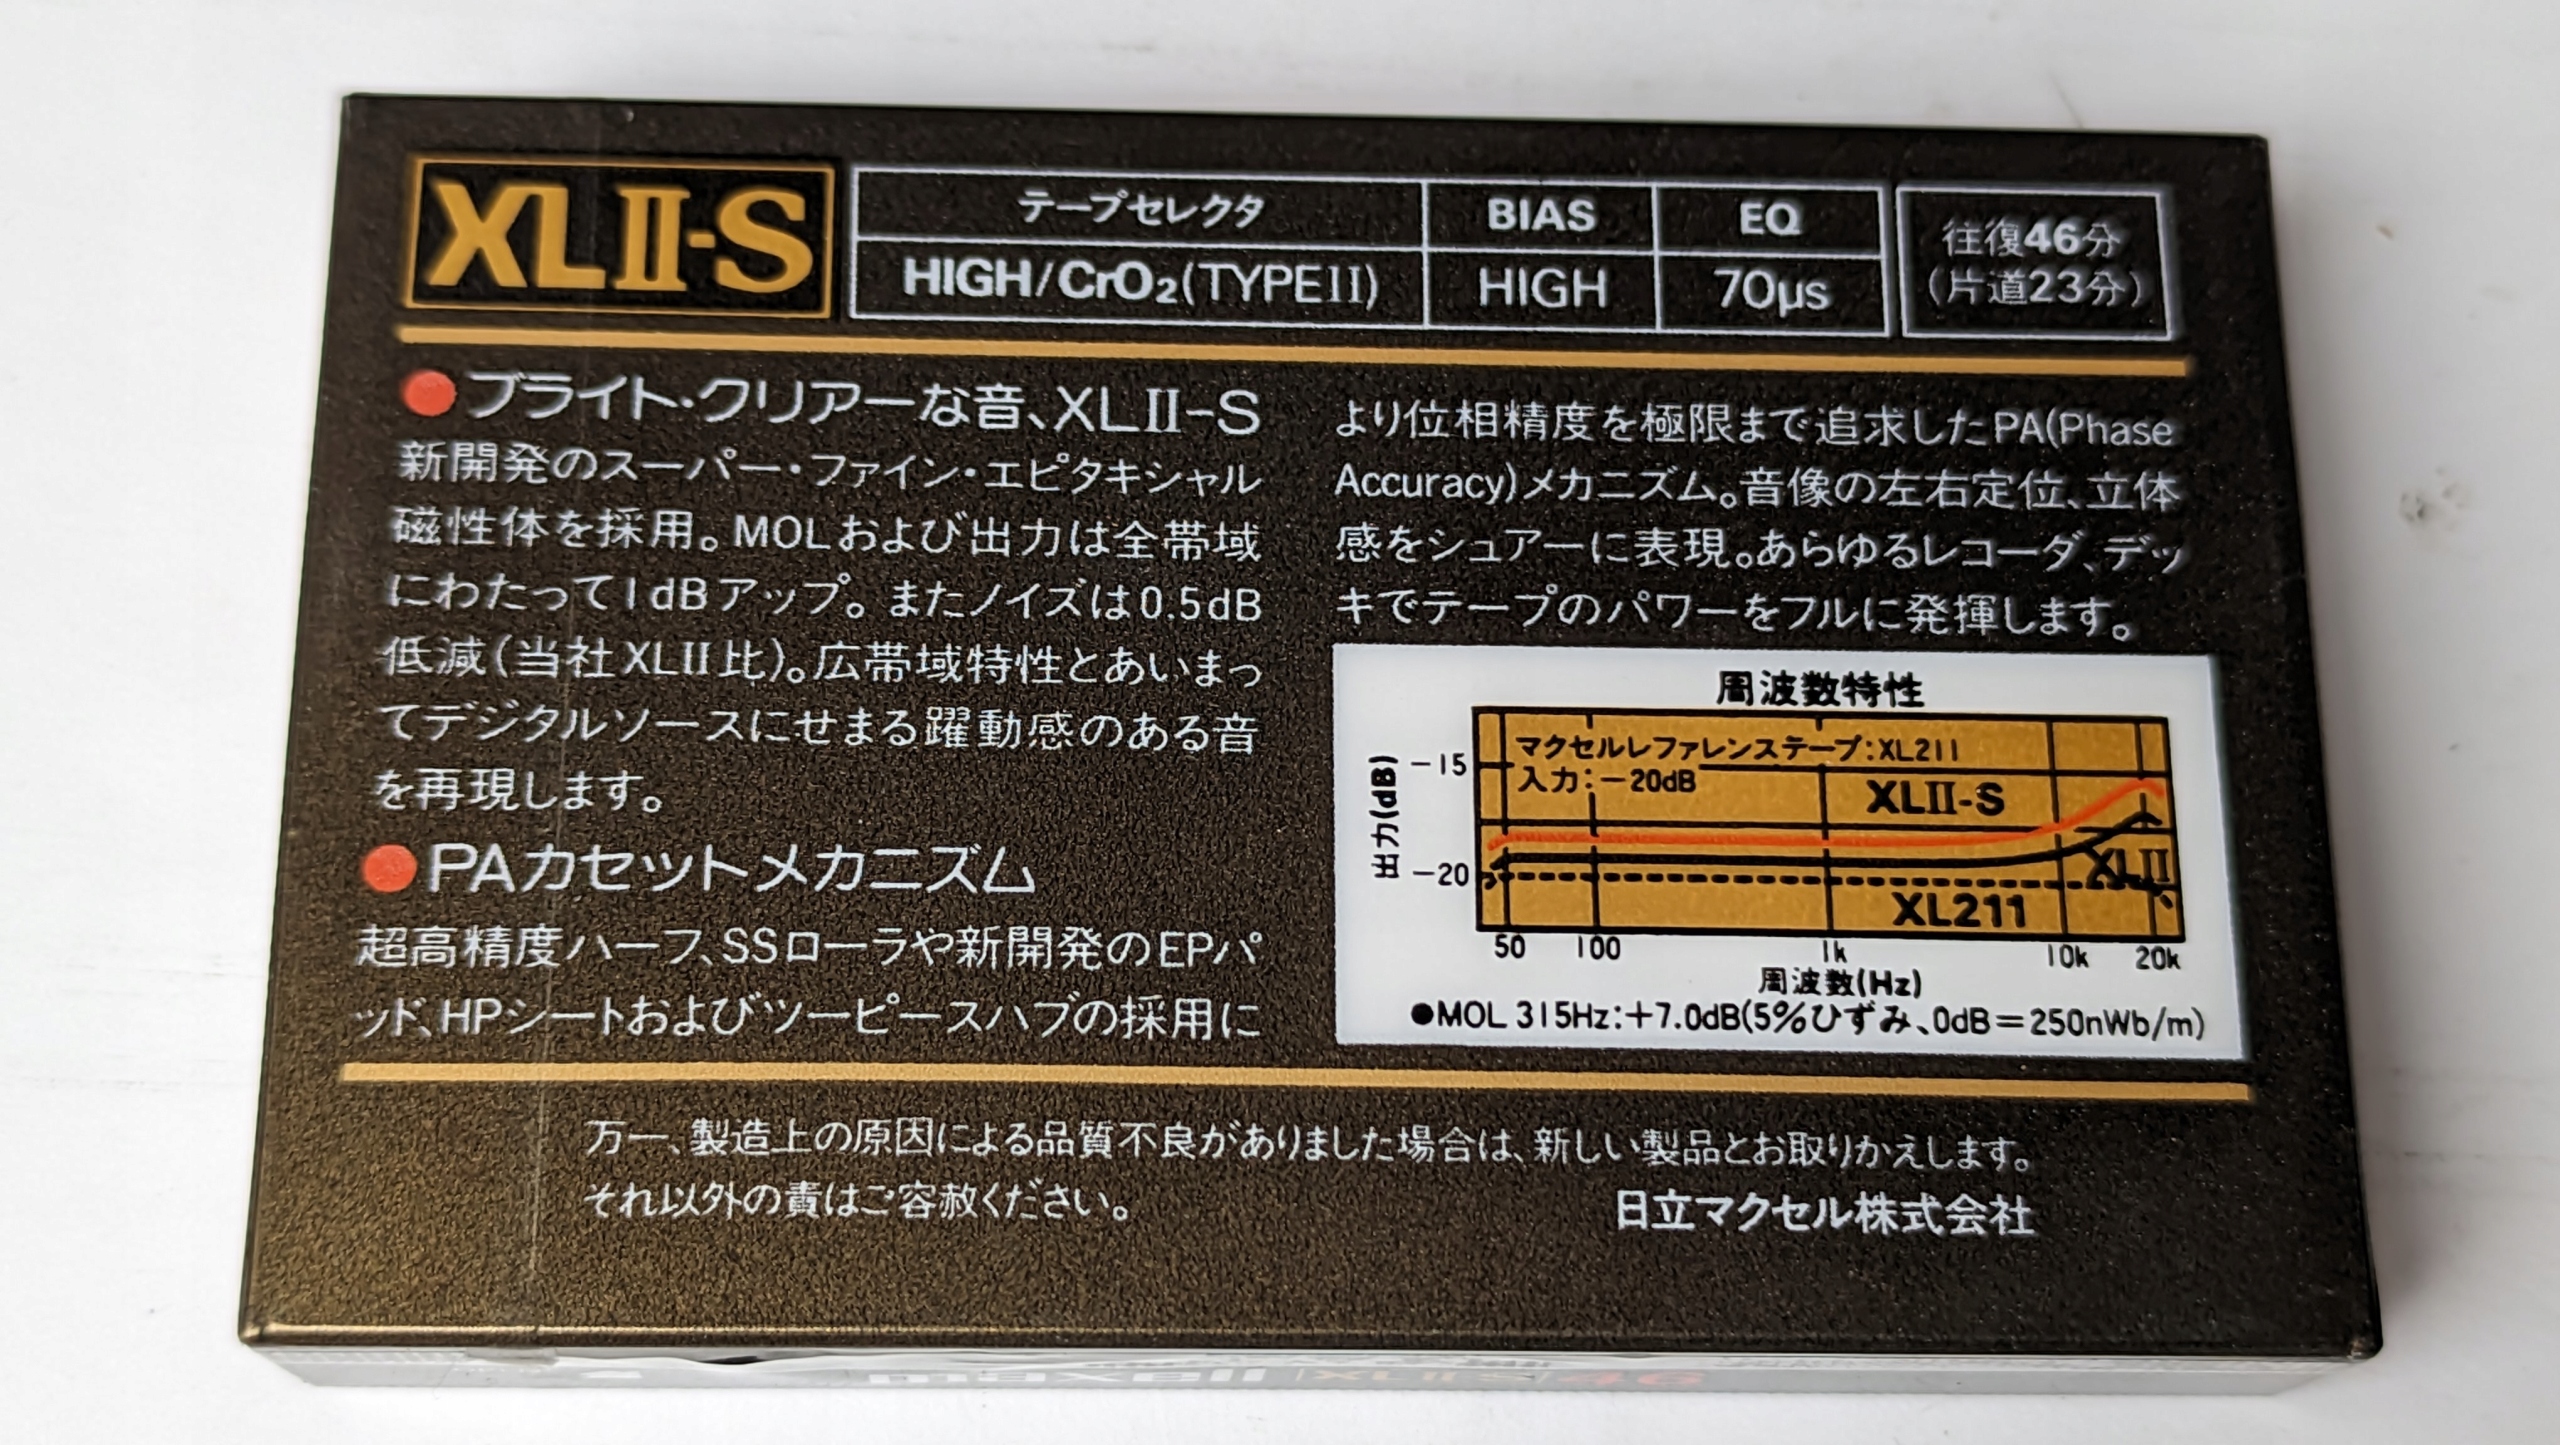 XLII-S
テープセレクタ BIAS EQ
HIGH/CrO₂(TYPEII) HIGH 70µs
往復46分
(片道23分)
●ブライト・クリアーな音、XLII-S
新開発のスーパー・ファイン・エピタキシャル
磁性体を採用。MOLおよび出力は全帯域
にわたって1dBアップ。またノイズは0.5dB
低減(当社XLII比)。広帯域特性とあいまっ
てデジタルソースにせまる躍動感のある音
を再現します。
●PAカセットメカニズム
超高精度ハーフ、SSローラや新開発のEPパ
ッド、HPシートおよびツーピースハブの採用に
より位相精度を極限まで追求したPA(Phase
Accuracy)メカニズム。音像の左右定位、立体
感をシュアーに表現。あらゆるレコーダ、デッ
キでテープのパワーをフルに発揮します。
周波数特性
マクセルレファレンステープ:XL211
入力:-20dB
出力(dB)
-15
-20
XLII-S
XLII
XL211
50 100 1k 10k 20k
周波数(Hz)
●MOL 315Hz:+7.0dB(5%ひずみ、0dB=250nWb/m)
万一、製造上の原因による品質不良がありました場合は、新しい製品とお取りかえします。
それ以外の責はご容赦ください。
日立マクセル株式会社
maxell XLII-S 46